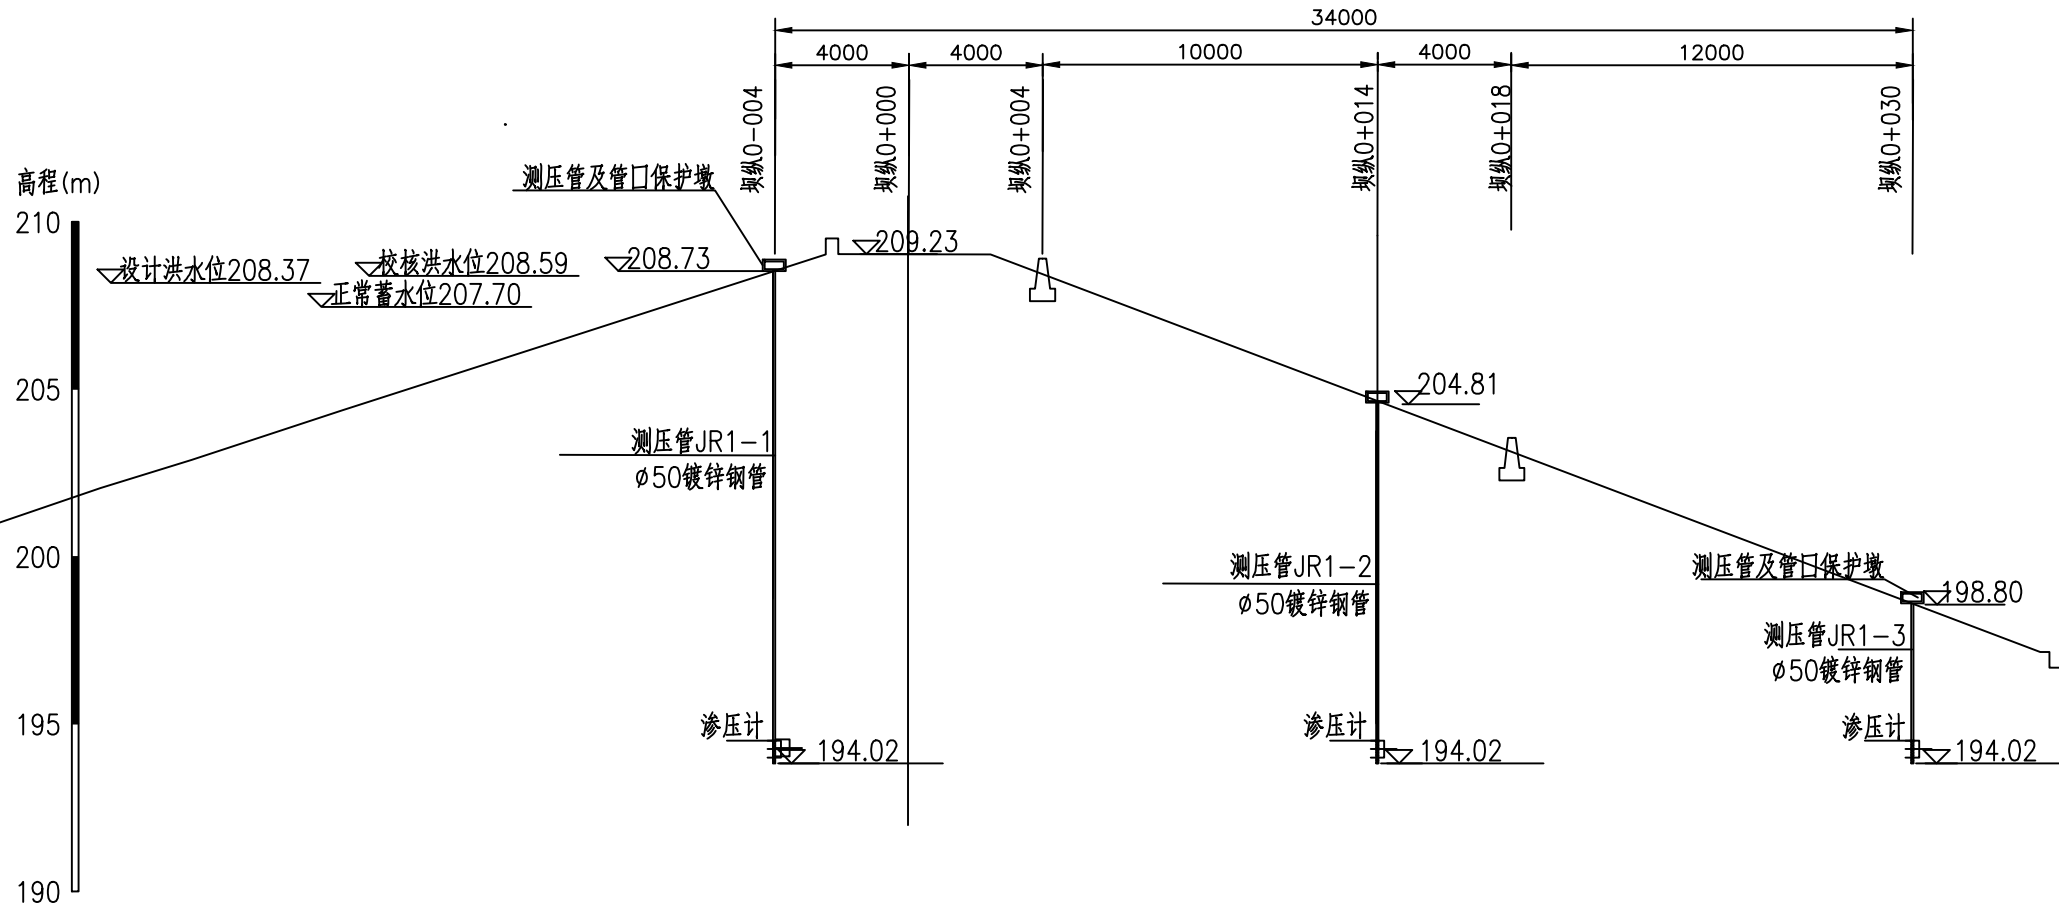 34000
4000
4000
10000
4000
12000
坝纵0-004
坝纵0+000
坝纵0+004
坝纵0+014
坝纵0+018
坝纵0+030
高程(m)
210
205
200
195
190
测压管及管口保护墩
设计洪水位208.37
校核洪水位208.59
正常蓄水位207.70
208.73
209.23
204.81
测压管JR1-1
ø50镀锌钢管
测压管JR1-2
ø50镀锌钢管
测压管及管口保护墩
198.80
测压管JR1-3
ø50镀锌钢管
渗压计
194.02
渗压计
194.02
渗压计
194.02